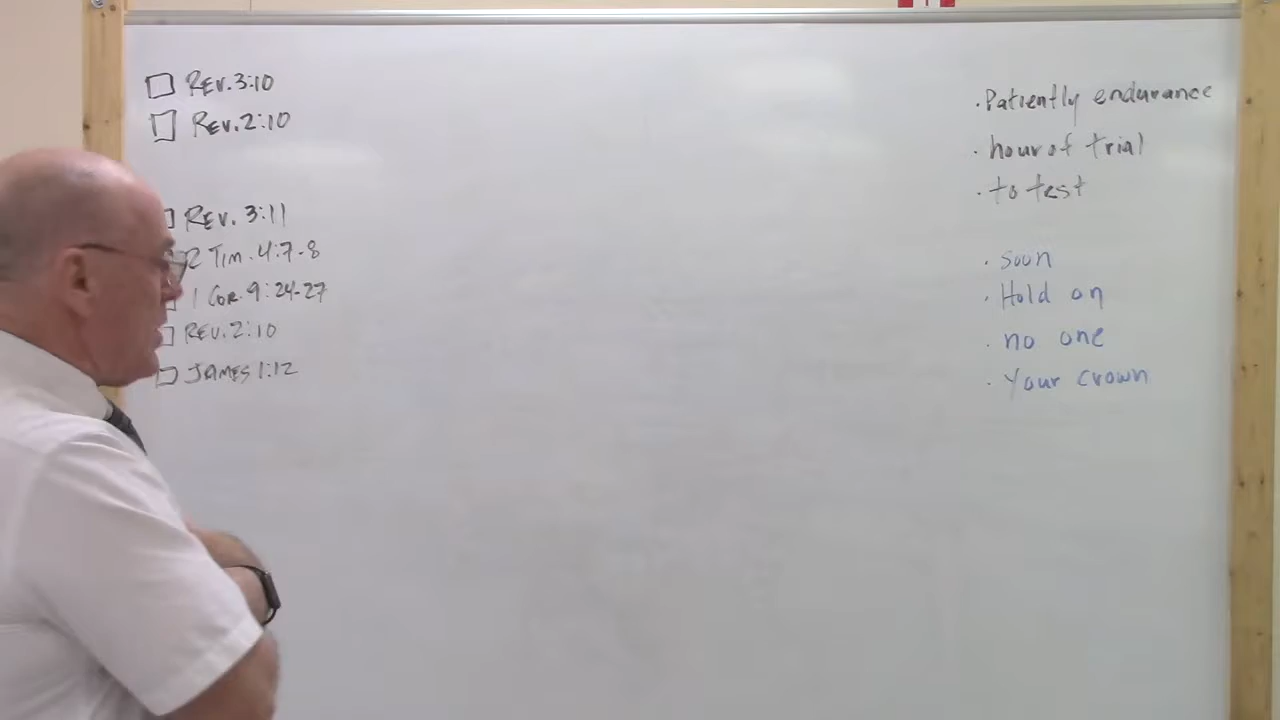 Rev. 3:10
Rev. 2:10
Rev. 3:11
2 Tim. 4:7-8
1 Cor. 9:24-27
Rev. 2:10
James 1:12
· Patiently endurance
· hour of trial
· to test
· soon
· Hold on
· no one
· Your crown